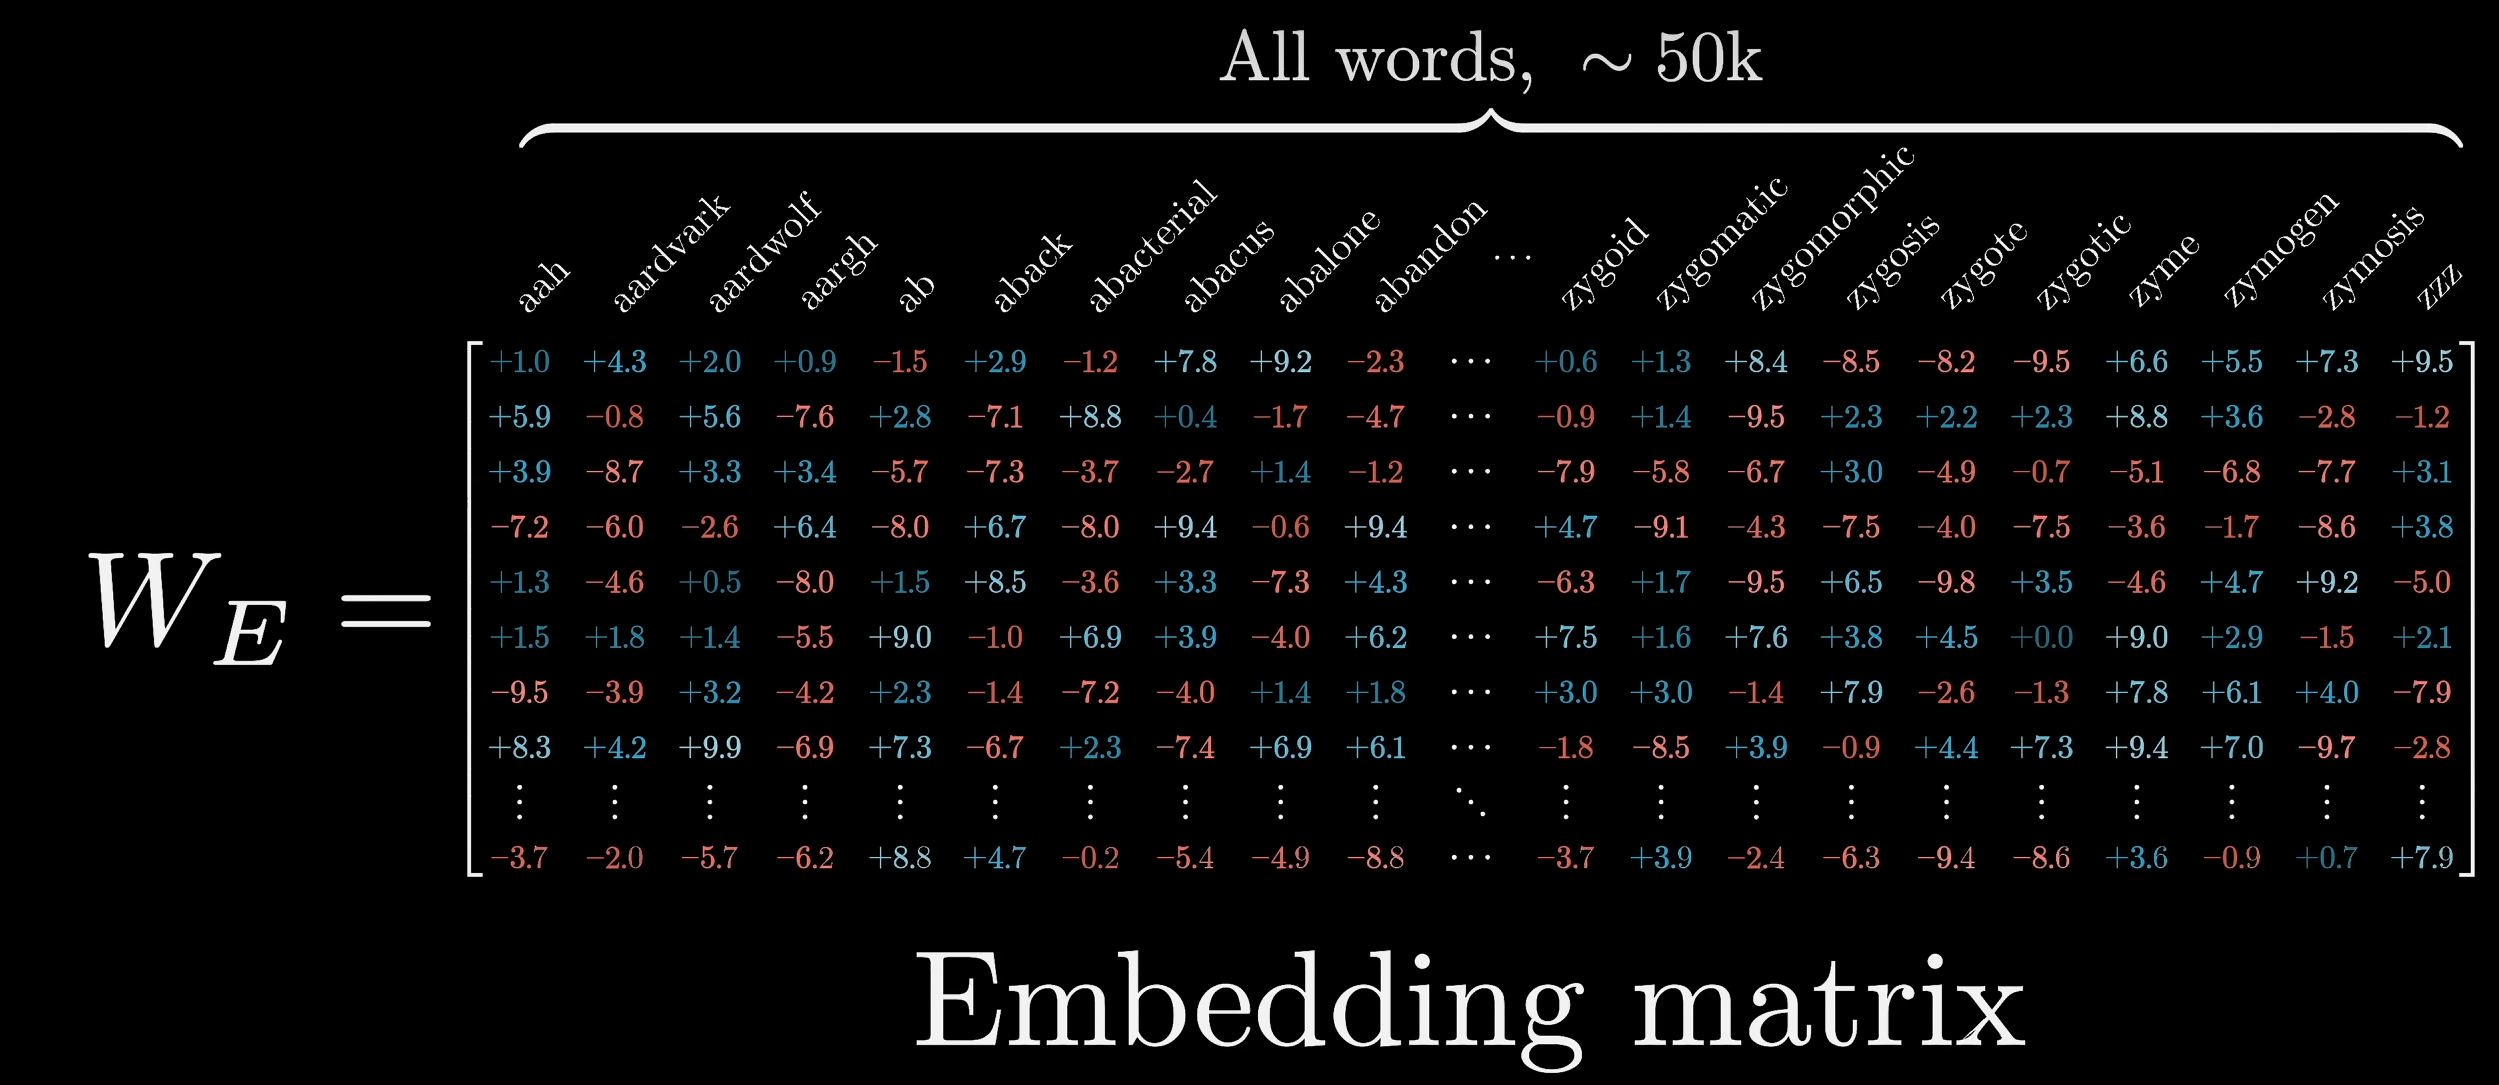 All words, ∼ 50k
aah aardvark aardwolf aargh ab aback abacterial abacus abalone abandon ⋯ zygoid zygomatic zygomorphic zygosis zygote zygotic zyme zymogen zymosis zzz
+1.0 +4.3 +2.0 +0.9 −1.5 +2.9 −1.2 +7.8 +9.2 −2.3 ⋯ +0.6 +1.3 +8.4 −8.5 −8.2 −9.5 +6.6 +5.5 +7.3 +9.5
+5.9 −0.8 +5.6 −7.6 +2.8 −7.1 +8.8 +0.4 −1.7 −4.7 ⋯ −0.9 +1.4 −9.5 +2.3 +2.2 +2.3 +8.8 +3.6 −2.8 −1.2
+3.9 −8.7 +3.3 +3.4 −5.7 −7.3 −3.7 −2.7 +1.4 −1.2 ⋯ −7.9 −5.8 −6.7 +3.0 −4.9 −0.7 −5.1 −6.8 −7.7 +3.1
−7.2 −6.0 −2.6 +6.4 −8.0 +6.7 −8.0 +9.4 −0.6 +9.4 ⋯ +4.7 −9.1 −4.3 −7.5 −4.0 −7.5 −3.6 −1.7 −8.6 +3.8
W_E =
+1.3 −4.6 +0.5 −8.0 +1.5 +8.5 −3.6 +3.3 −7.3 +4.3 ⋯ −6.3 +1.7 −9.5 +6.5 −9.8 +3.5 −4.6 +4.7 +9.2 −5.0
+1.5 +1.8 +1.4 −5.5 +9.0 −1.0 +6.9 +3.9 −4.0 +6.2 ⋯ +7.5 +1.6 +7.6 +3.8 +4.5 +0.0 +9.0 +2.9 −1.5 +2.1
−9.5 −3.9 +3.2 −4.2 +2.3 −1.4 −7.2 −4.0 +1.4 +1.8 ⋯ +3.0 +3.0 −1.4 +7.9 −2.6 −1.3 +7.8 +6.1 +4.0 −7.9
+8.3 +4.2 +9.9 −6.9 +7.3 −6.7 +2.3 −7.4 +6.9 +6.1 ⋯ −1.8 −8.5 +3.9 −0.9 +4.4 +7.3 +9.4 +7.0 −9.7 −2.8
⋮ ⋮ ⋮ ⋮ ⋮ ⋮ ⋮ ⋮ ⋮ ⋮ ⋱ ⋮ ⋮ ⋮ ⋮ ⋮ ⋮ ⋮ ⋮ ⋮ ⋮
−3.7 −2.0 −5.7 −6.2 +8.8 +4.7 −0.2 −5.4 −4.9 −8.8 ⋯ −3.7 +3.9 −2.4 −6.3 −9.4 −8.6 +3.6 −0.9 +0.7 +7.9
Embedding matrix